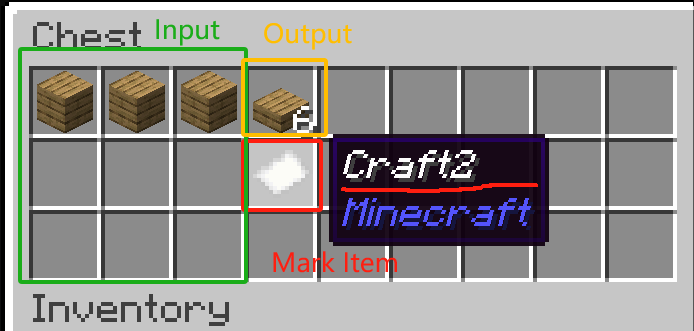 Chest Input Output
6
Craft2
Minecraft
Mark Item
Inventory